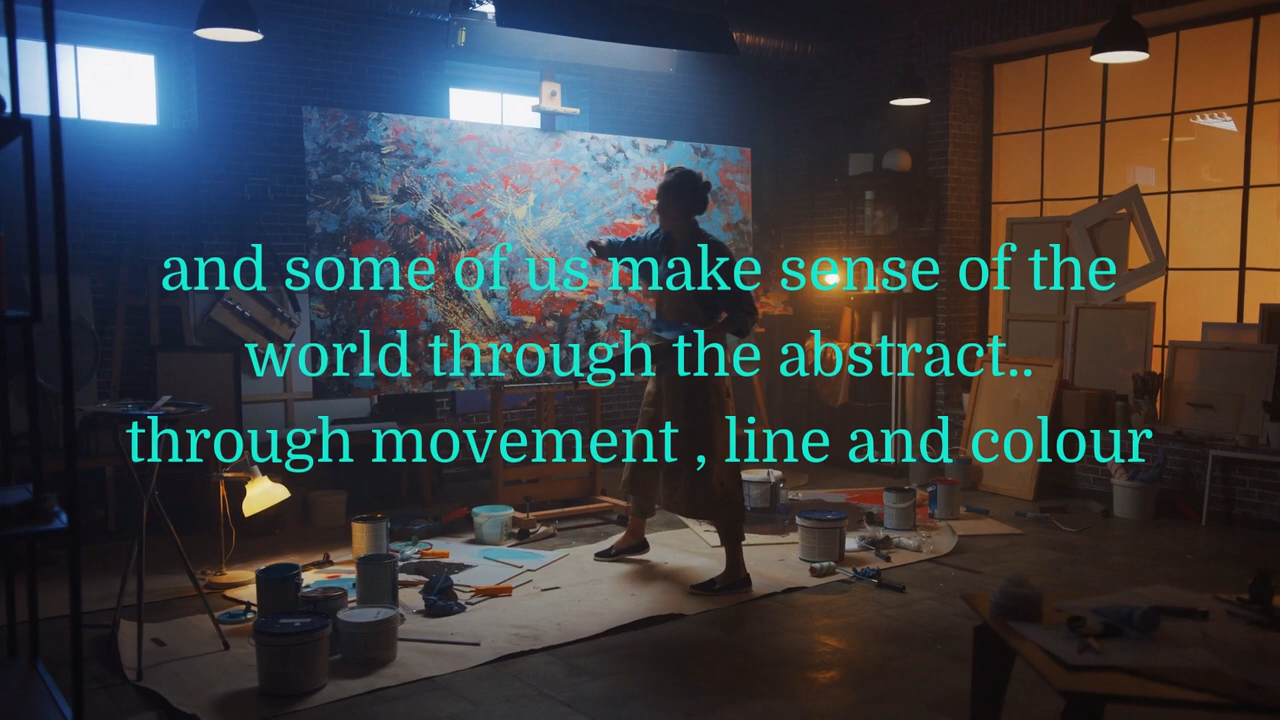 and some of us make sense of the
world through the abstract..
through movement , line and colour